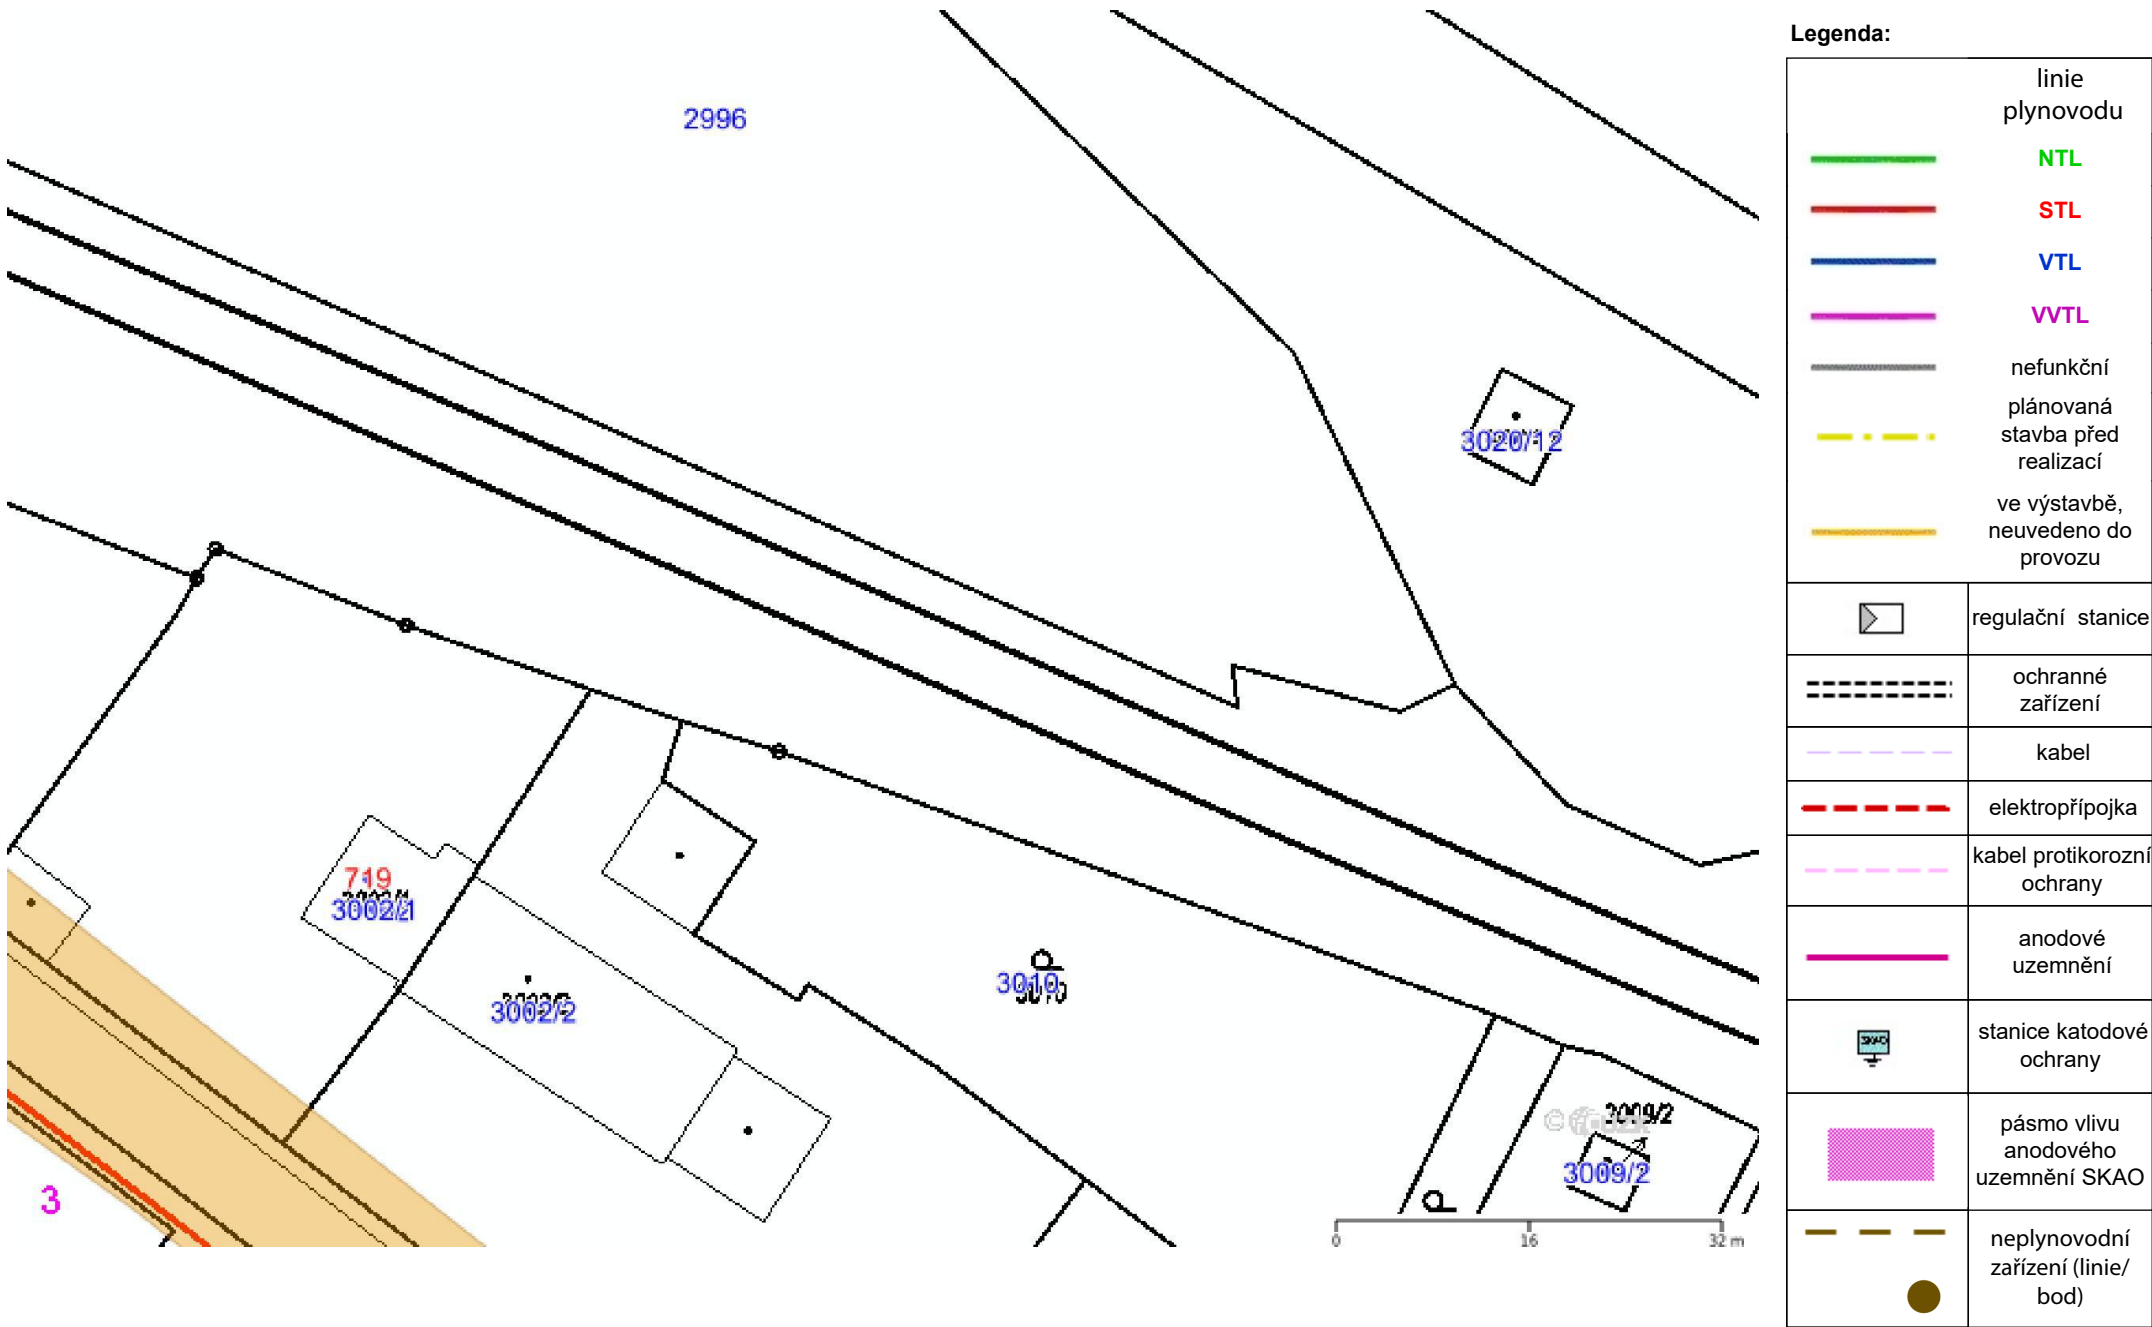 Legenda:
linie
plynovodu
NTL
STL
VTL
VVTL
nefunkční
plánovaná
stavba před
realizací
ve výstavbě,
neuvedeno do
provozu
regulační stanice
ochranné
zařízení
kabel
elektropřípojka
kabel protikorozní
ochrany
anodové
uzemnění
SKAO
stanice katodové
ochrany
pásmo vlivu
anodového
uzemnění SKAO
neplynovodní
zařízení (linie/
bod)
2996
3020/12
719
3002/1
3002/2
3010
3010
3009/2
3009/2
3
0
16
32 m